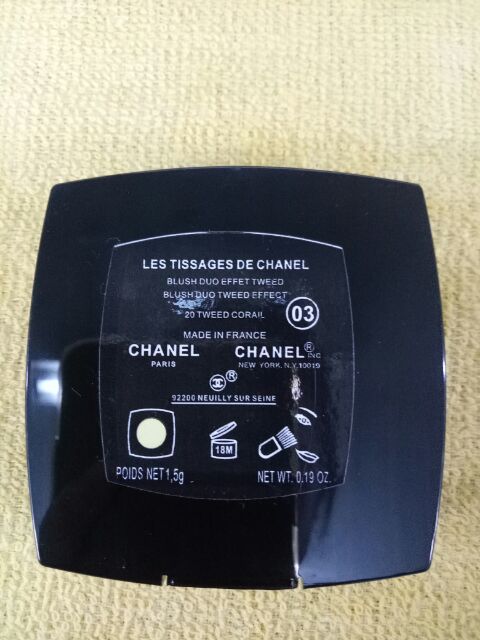 LES TISSAGES DE CHANEL
BLUSH DUO EFFET TWEED
BLUSH DUO TWEED EFFECT
20 TWEED CORAIL
03
MADE IN FRANCE
CHANEL
PARIS
CHANEL® INC
NEW YORK, N.Y.10019
®
92200 NEUILLY SUR SEINE
18M
POIDS NET1,5g
NET WT. 0.19 OZ.